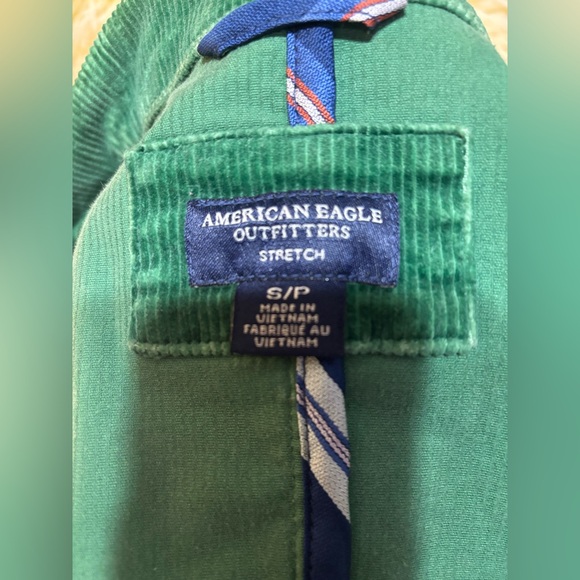 AMERICAN EAGLE
OUTFITTERS
STRETCH
S/P
MADE IN
VIETNAM
FABRIQUÉ AU
VIETNAM